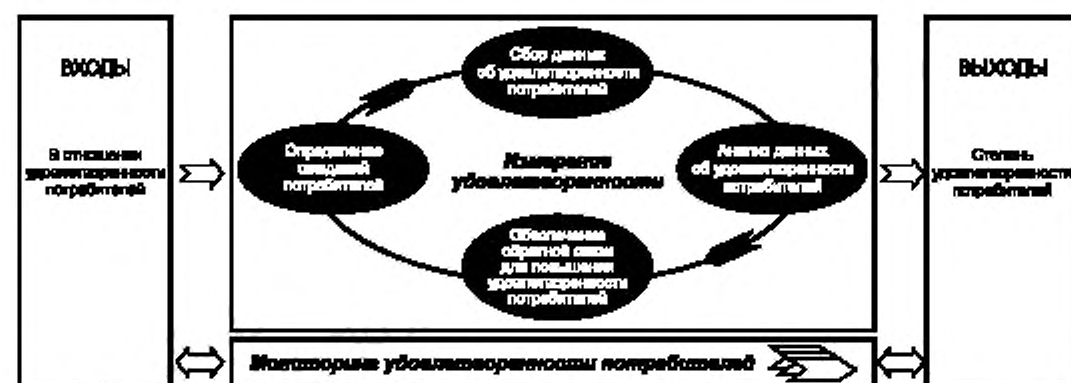 ВХОДЫ
В отношении
удовлетворенности
потребителей
Сбор данных
об удовлетворенности
потребителей
Определение
ожиданий
потребителей
Измерение
удовлетворенности
Анализ данных
об удовлетворенности
потребителей
Обеспечение
обратной связи
для повышения
удовлетворенности
потребителей
ВЫХОДЫ
Степень
удовлетворенности
потребителей
Мониторинг удовлетворенности потребителей